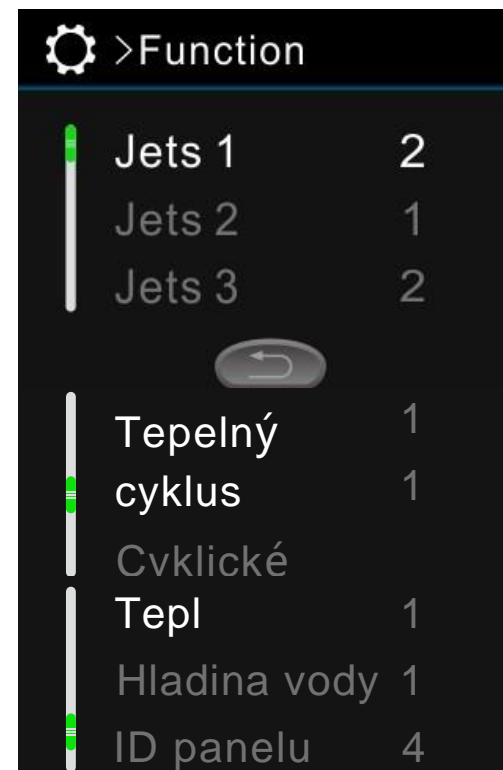 >Function
Jets 1 2
Jets 2 1
Jets 3 2
Tepelný 1
cyklus 1
Cvklické
Tepl 1
Hladina vody 1
ID panelu 4